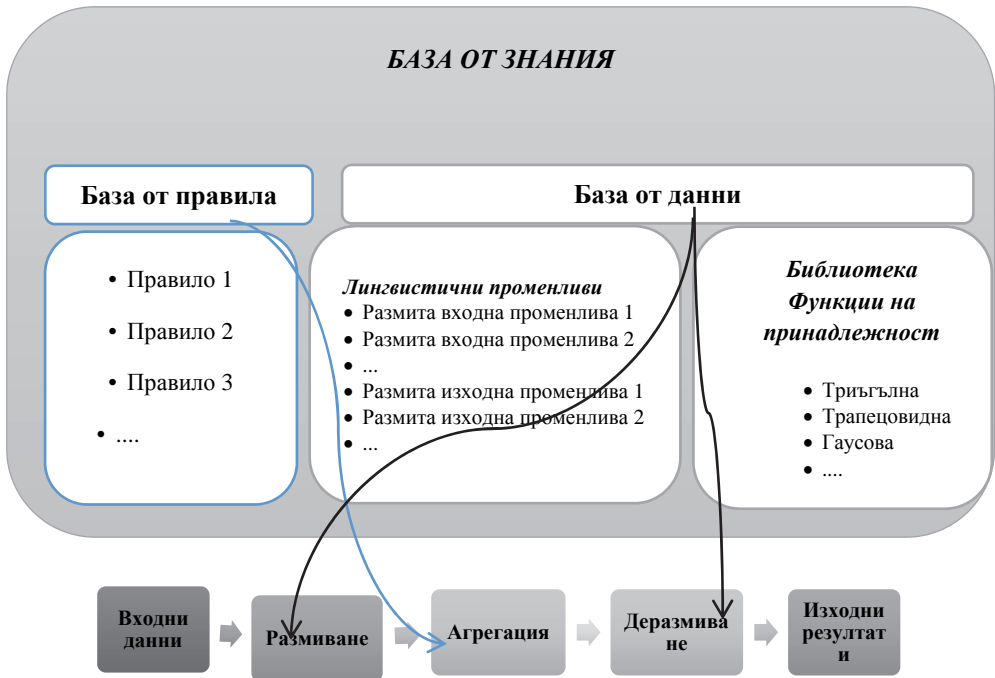 БАЗА ОТ ЗНАНИЯ
База от правила
• Правило 1
• Правило 2
• Правило 3
• ....
База от данни
Лингвистични променливи
• Размита входна променлива 1
• Размита входна променлива 2
• ...
• Размита изходна променлива 1
• Размита изходна променлива 2
• ...
Библиотека
Функции на
принадлежност
• Триъгълна
• Трапецовидна
• Гаусова
• ....
Входни
данни
Размиване
Агрегация
Деразмива
не
Изходни
резултат
и